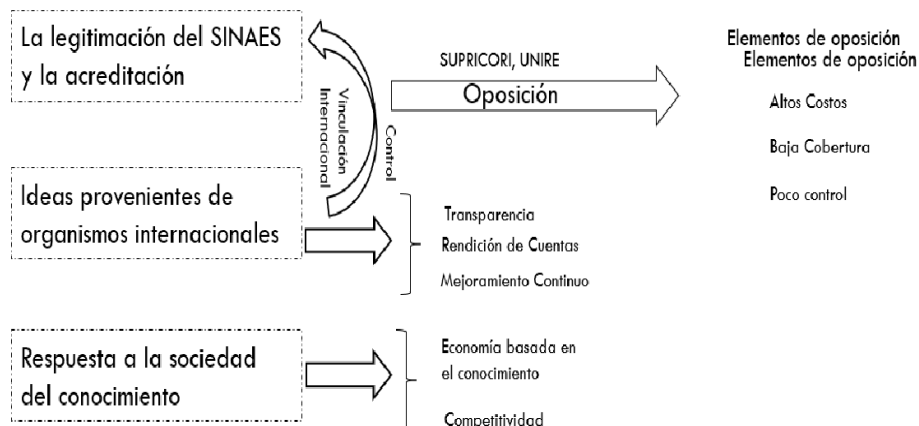 La legitimación del SINAES
y la acreditación
Vinculación
Internacional
Control
SUPRICORI, UNIRE
Oposición
Elementos de oposición
Elementos de oposición
Altos Costos
Baja Cobertura
Poco control
Ideas provenientes de
organismos internacionales
Transparencia
Rendición de Cuentas
Mejoramiento Continuo
Respuesta a la sociedad
del conocimiento
Economía basada en
el conocimiento
Competitividad